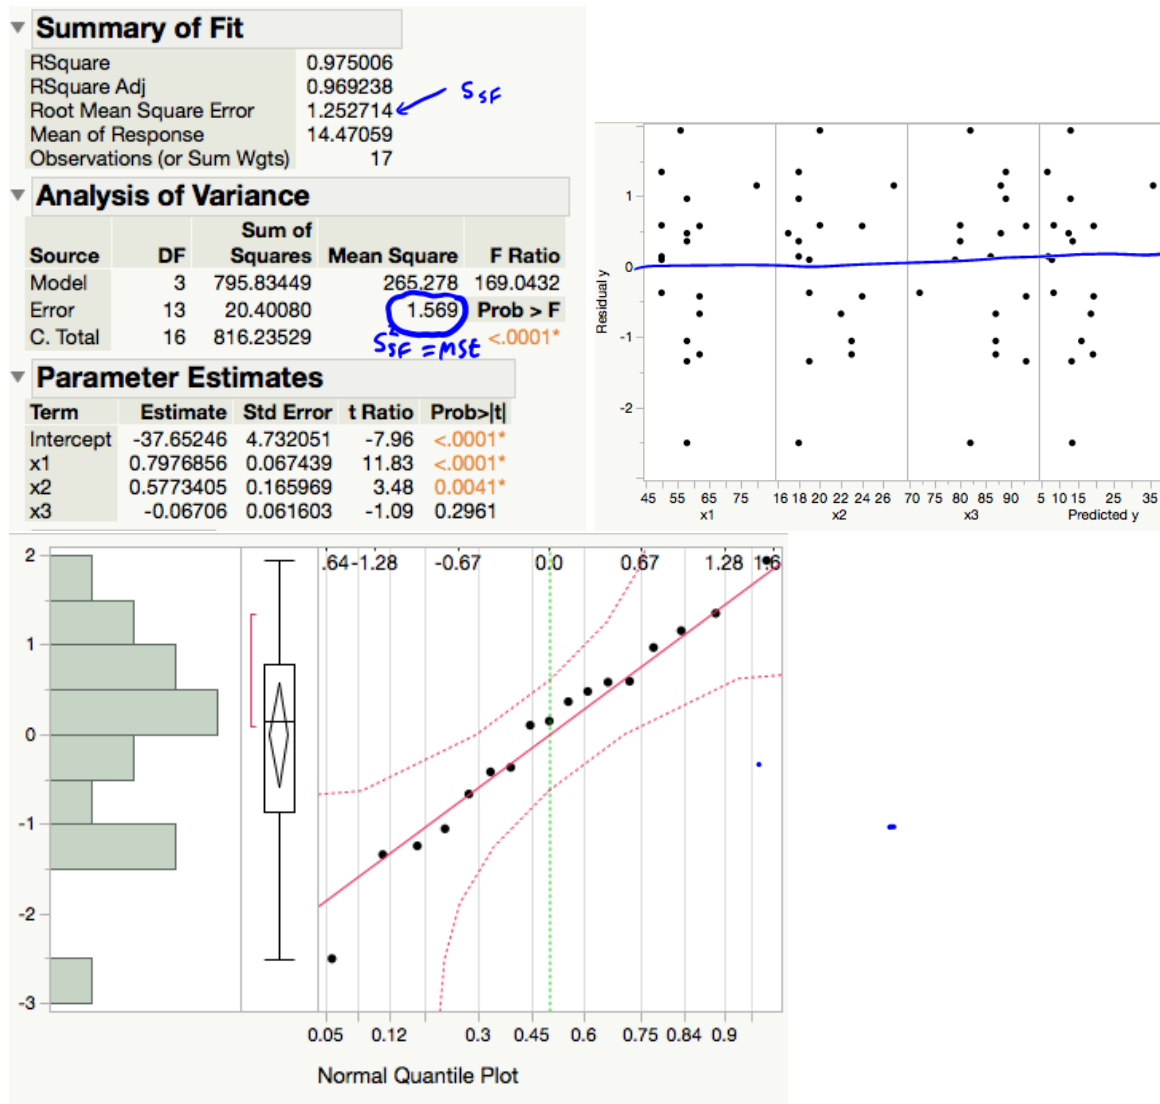 Summary of Fit
RSquare 0.975006
RSquare Adj 0.969238
Root Mean Square Error 1.252714
Mean of Response 14.47059
Observations (or Sum Wgts) 17
SSF
Analysis of Variance
Sum of
Source DF Squares Mean Square F Ratio
Model 3 795.83449 265.278 169.0432
Error 13 20.40080 1.569 Prob > F
C. Total 16 816.23529 <.0001*
S²SF = MSE
Parameter Estimates
Term Estimate Std Error t Ratio Prob>|t|
Intercept -37.65246 4.732051 -7.96 <.0001*
x1 0.7976856 0.067439 11.83 <.0001*
x2 0.5773405 0.165969 3.48 0.0041*
x3 -0.06706 0.061603 -1.09 0.2961
Residual y
1
0
-1
-2
45 55 65 75 16 18 20 22 24 26 70 75 80 85 90 5 10 15 25 35
x1 x2 x3 Predicted y
2
1
0
-1
-2
-3
.64 -1.28 -0.67 0.0 0.67 1.28 1.6
0.05 0.12 0.3 0.45 0.6 0.75 0.84 0.9
Normal Quantile Plot